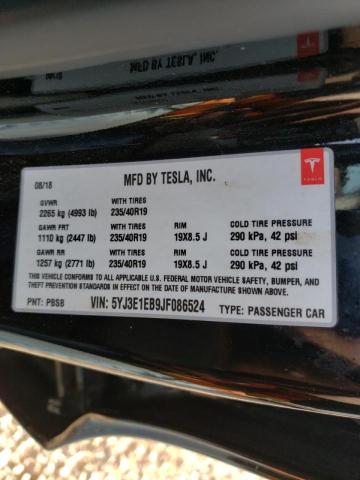 08/18 MFD BY TESLA, INC.
TESLA
GVWR WITH TIRES
2265 kg (4993 lb) 235/40R19
GAWR FRT WITH TIRES RIM COLD TIRE PRESSURE
1110 kg (2447 lb) 235/40R19 19X8.5 J 290 kPa, 42 psi
GAWR RR WITH TIRES RIM COLD TIRE PRESSURE
1257 kg (2771 lb) 235/40R19 19X8.5 J 290 kPa, 42 psi
THIS VEHICLE CONFORMS TO ALL APPLICABLE U.S. FEDERAL MOTOR VEHICLE SAFETY, BUMPER, AND
THEFT PREVENTION STANDARDS IN EFFECT ON THE DATE OF MANUFACTURE SHOWN ABOVE.
PNT: PBSB VIN: 5YJ3E1EB9JF086524 TYPE: PASSENGER CAR